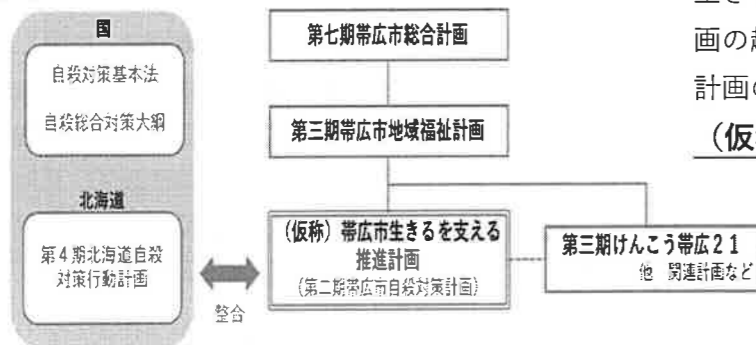 国
自殺対策基本法
自殺総合対策大綱
北海道
第4期北海道自殺
対策行動計画
整合
第七期帯広市総合計画
第三期帯広市地域福祉計画
(仮称) 帯広市生きるを支える
推進計画
(第二期帯広市自殺対策計画)
第三期けんこう帯広21
他 関連計画など
画の
計画の
(仮